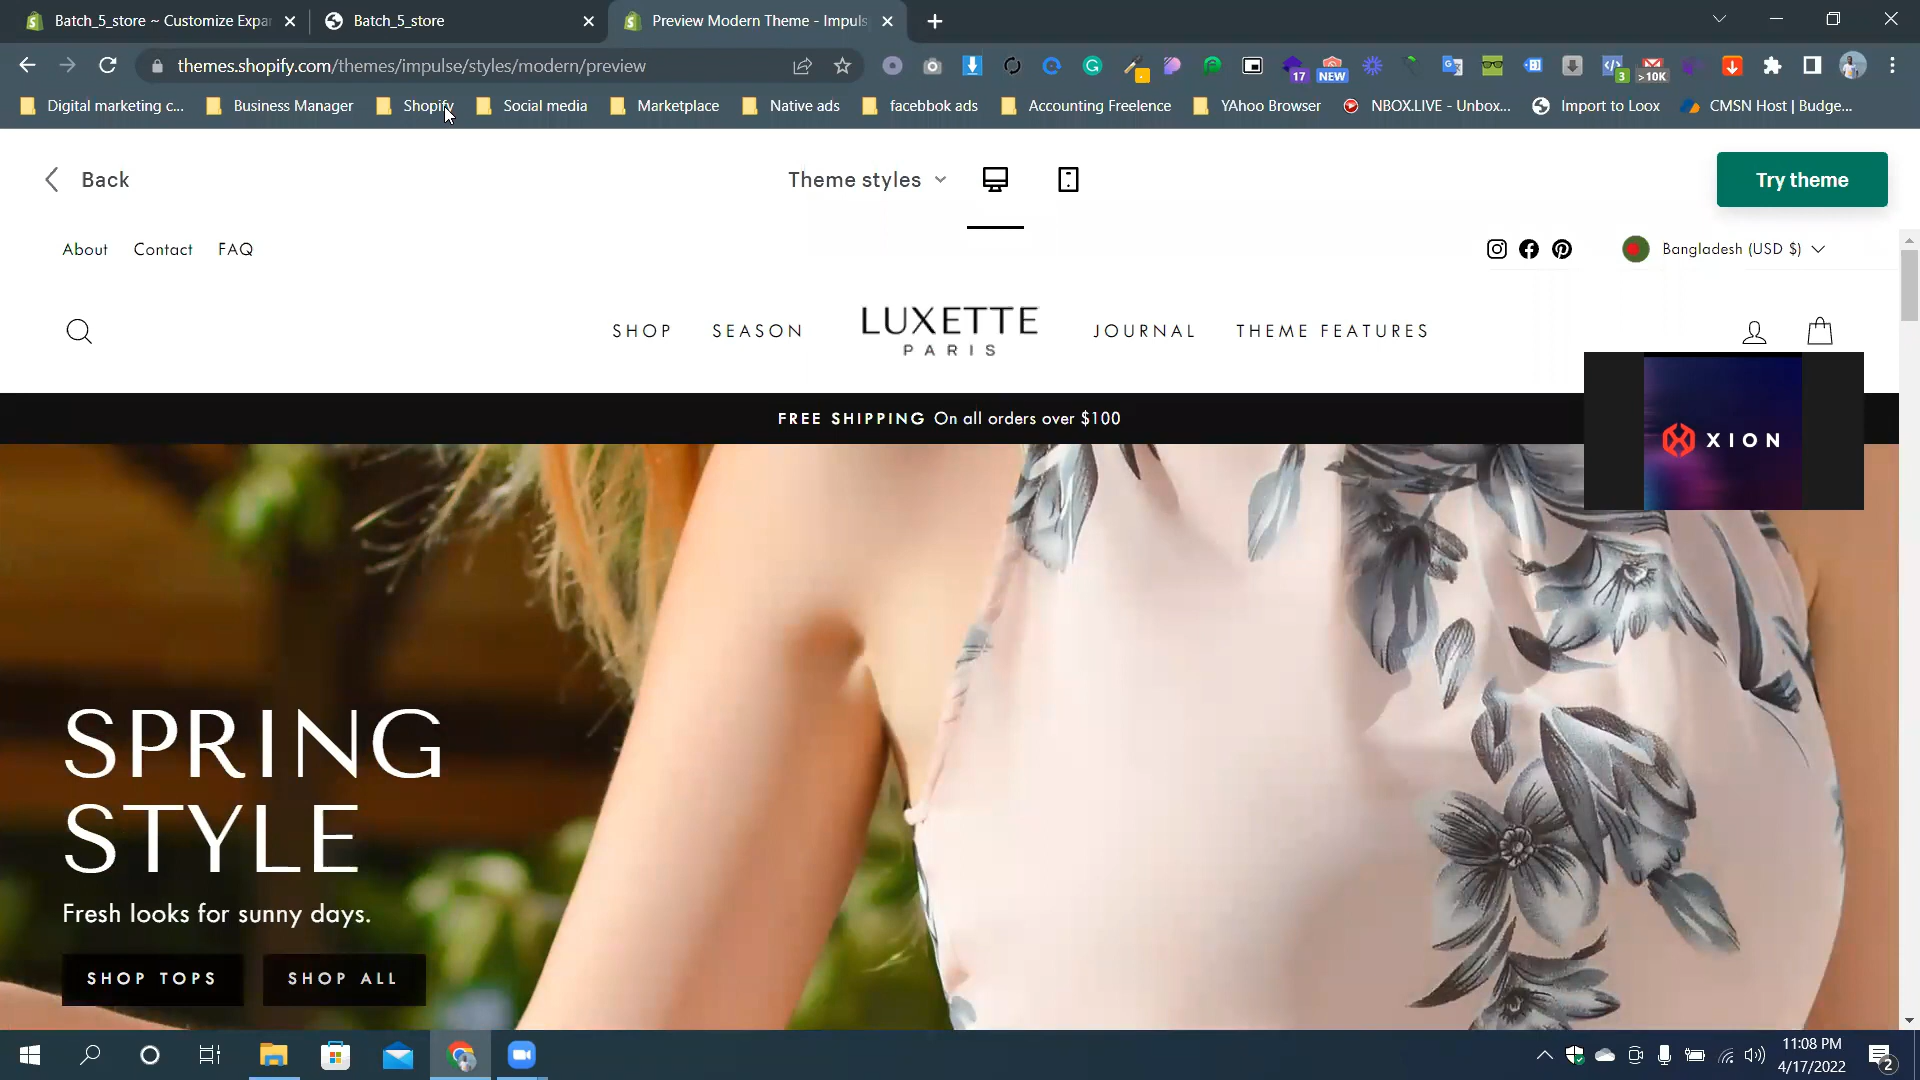 Batch_5_store ~ Customize Expa
Batch_5_store
Preview Modern Theme - Impuls
themes.shopify.com/themes/impulse/styles/modern/preview
17
NEW
3
>10K
Digital marketing c...
Business Manager
Shopify
Social media
Marketplace
Native ads
facebbok ads
Accounting Freelence
YAhoo Browser
NBOX.LIVE - Unbox...
Import to Loox
CMSN Host | Budge...
Back
Theme styles
Try theme
About
Contact
FAQ
Bangladesh (USD $)
SHOP
SEASON
LUXETTE
PARIS
JOURNAL
THEME FEATURES
FREE SHIPPING On all orders over $100
XION
SPRING
STYLE
Fresh looks for sunny days.
SHOP TOPS
SHOP ALL
11:08 PM
4/17/2022
2